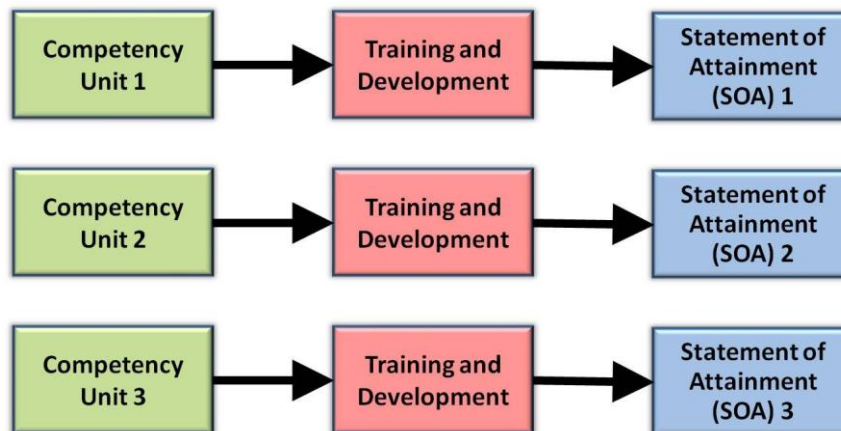 Competency
Unit 1
Training and
Development
Statement of
Attainment
(SOA) 1
Competency
Unit 2
Training and
Development
Statement of
Attainment
(SOA) 2
Competency
Unit 3
Training and
Development
Statement of
Attainment
(SOA) 3